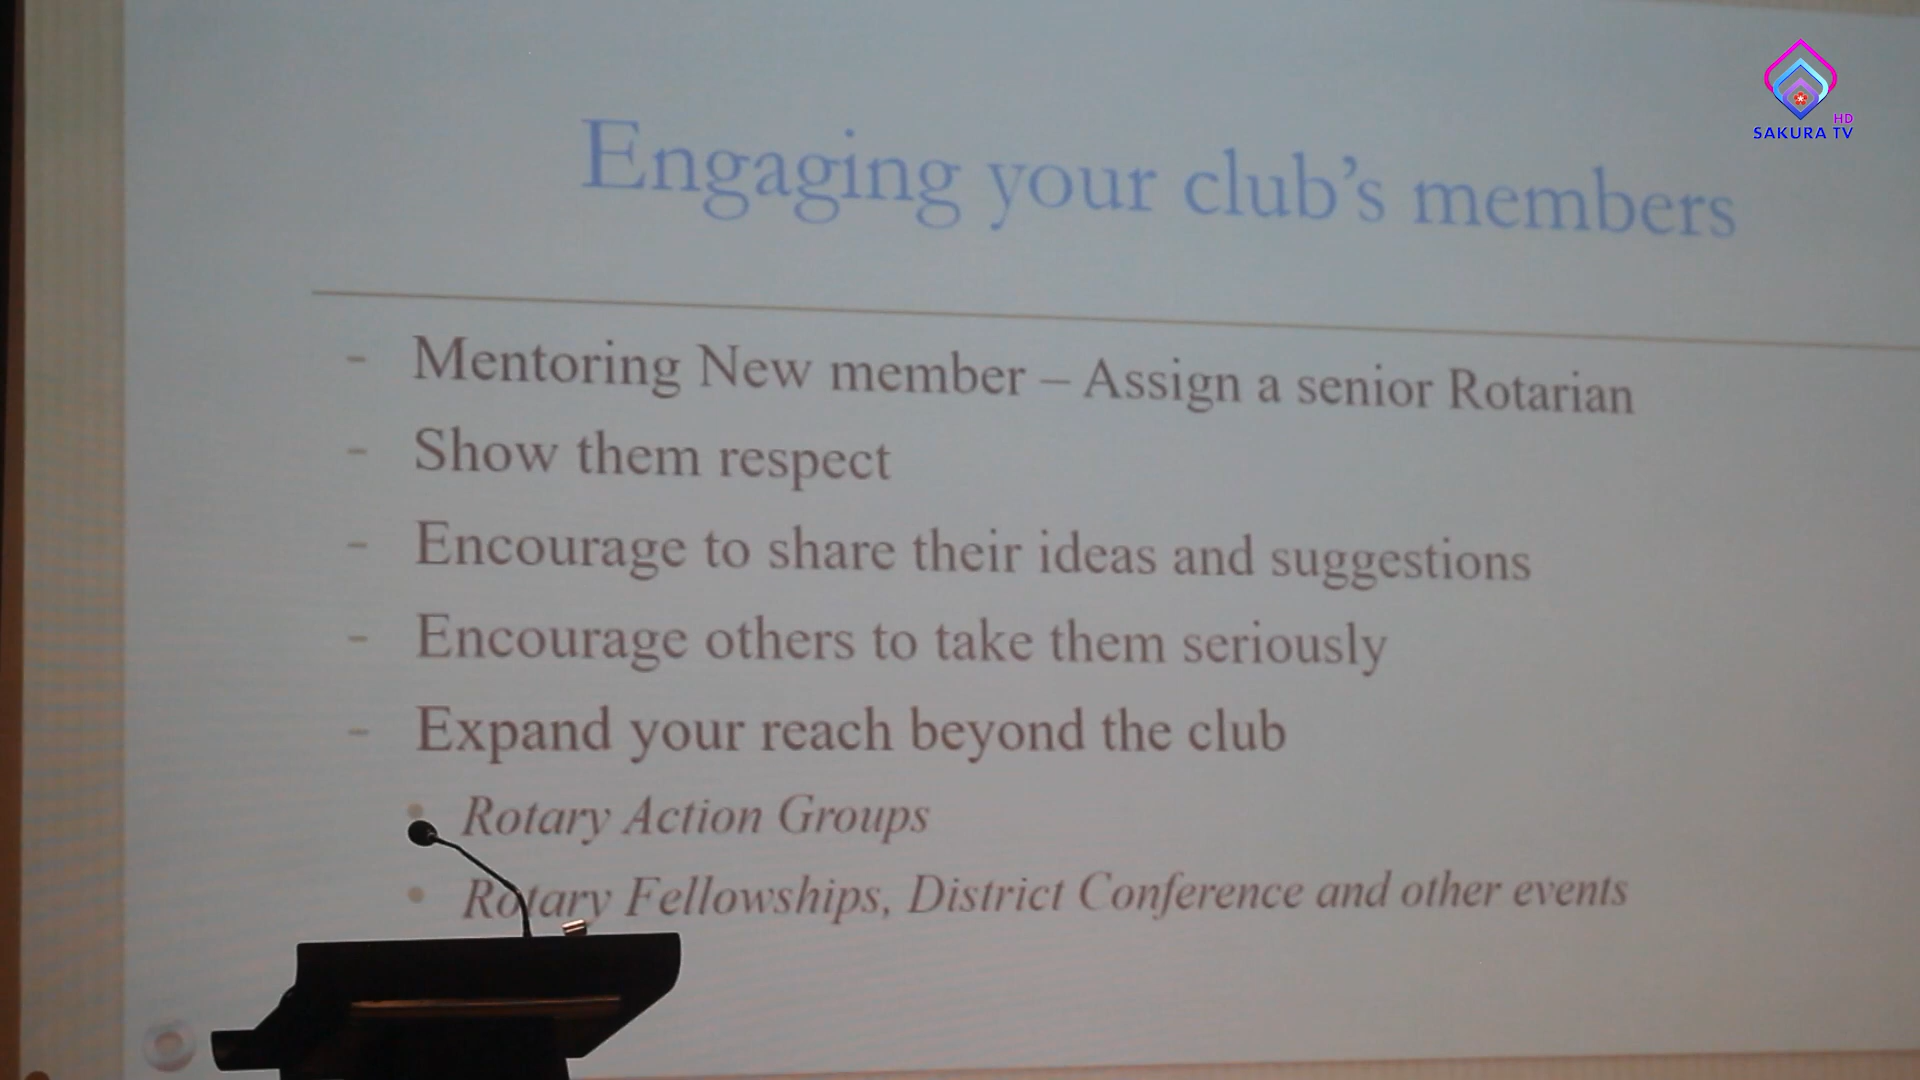 HD
SAKURA TV
Engaging your club's members
- Mentoring New member – Assign a senior Rotarian
- Show them respect
- Encourage to share their ideas and suggestions
- Encourage others to take them seriously
- Expand your reach beyond the club
• Rotary Action Groups
• Rotary Fellowships, District Conference and other events